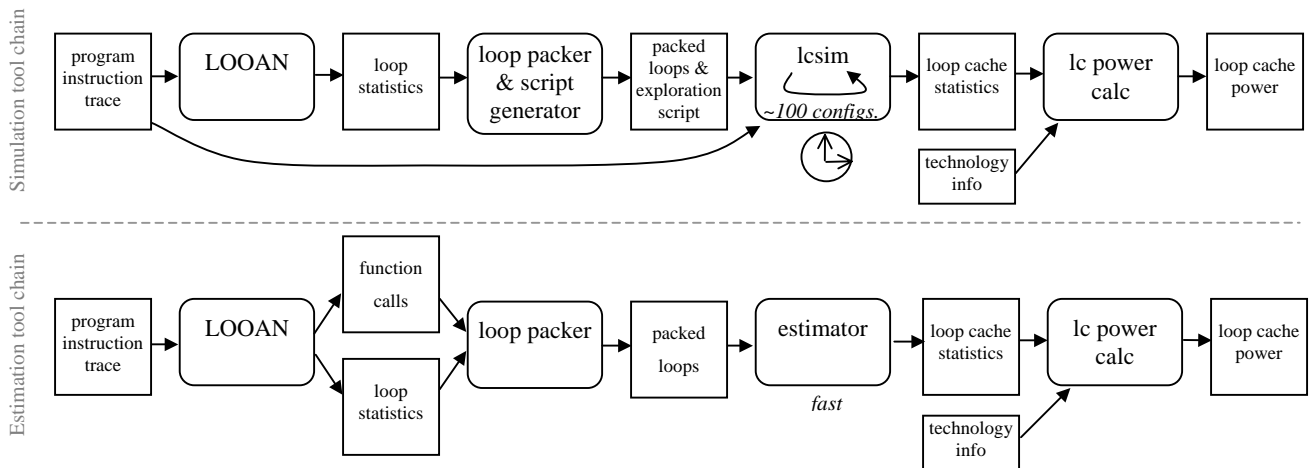 Simulation tool chain
program
instruction
trace
LOOAN
loop
statistics
loop packer
& script
generator
packed
loops &
exploration
script
lcsim
~100 configs.
loop cache
statistics
technology
info
lc power
calc
loop cache
power
Estimation tool chain
program
instruction
trace
LOOAN
function
calls
loop
statistics
loop packer
packed
loops
estimator
fast
loop cache
statistics
technology
info
lc power
calc
loop cache
power